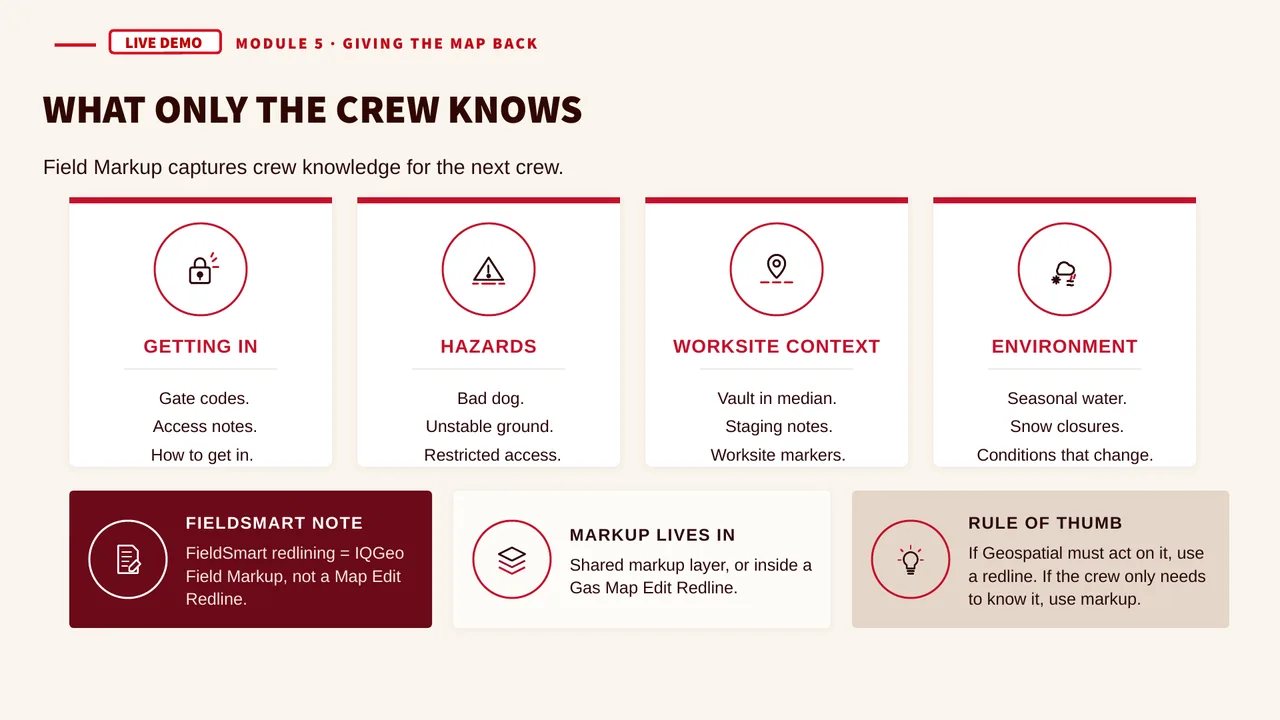 LIVE DEMO
MODULE 5 · GIVING THE MAP BACK
WHAT ONLY THE CREW KNOWS
Field Markup captures crew knowledge for the next crew.
GETTING IN
Gate codes.
Access notes.
How to get in.
HAZARDS
Bad dog.
Unstable ground.
Restricted access.
WORKSITE CONTEXT
Vault in median.
Staging notes.
Worksite markers.
ENVIRONMENT
Seasonal water.
Snow closures.
Conditions that change.
FIELDSMART NOTE
FieldSmart redlining = IQGeo
Field Markup, not a Map Edit
Redline.
MARKUP LIVES IN
Shared markup layer, or inside a
Gas Map Edit Redline.
RULE OF THUMB
If Geospatial must act on it, use
a redline. If the crew only needs
to know it, use markup.